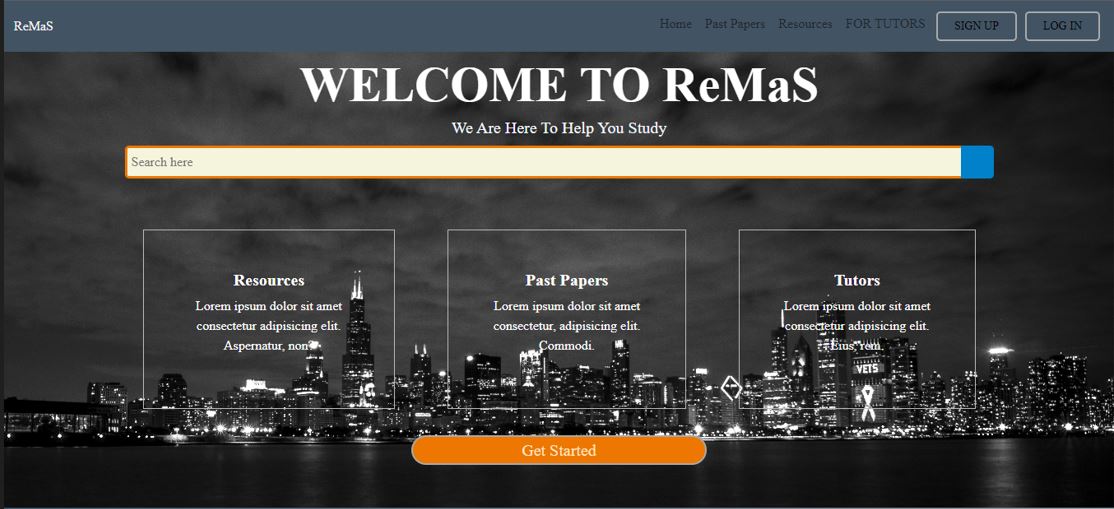 ReMaS
Home Past Papers Resources FOR TUTORS SIGN UP LOG IN
WELCOME TO ReMaS
We Are Here To Help You Study
Search here
Resources
Lorem ipsum dolor sit amet
consectetur adipisicing elit.
Aspernatur, non?
Past Papers
Lorem ipsum dolor sit amet
consectetur, adipisicing elit.
Commodi.
Tutors
Lorem ipsum dolor sit amet
consectetur adipisicing elit.
Eius, rem.
VETS
Get Started